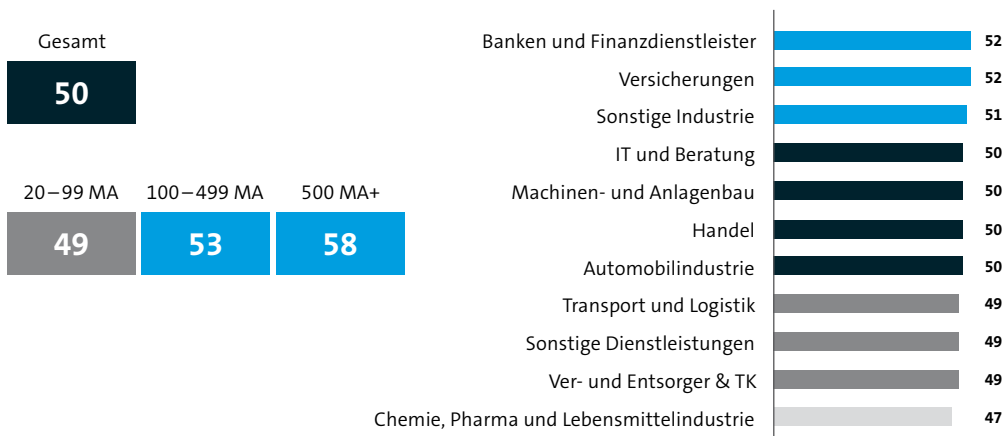 Gesamt
50
20–99 MA 100–499 MA 500 MA+
49 53 58
Banken und Finanzdienstleister 52
Versicherungen 52
Sonstige Industrie 51
IT und Beratung 50
Machinen- und Anlagenbau 50
Handel 50
Automobilindustrie 50
Transport und Logistik 49
Sonstige Dienstleistungen 49
Ver- und Entsorger & TK 49
Chemie, Pharma und Lebensmittelindustrie 47